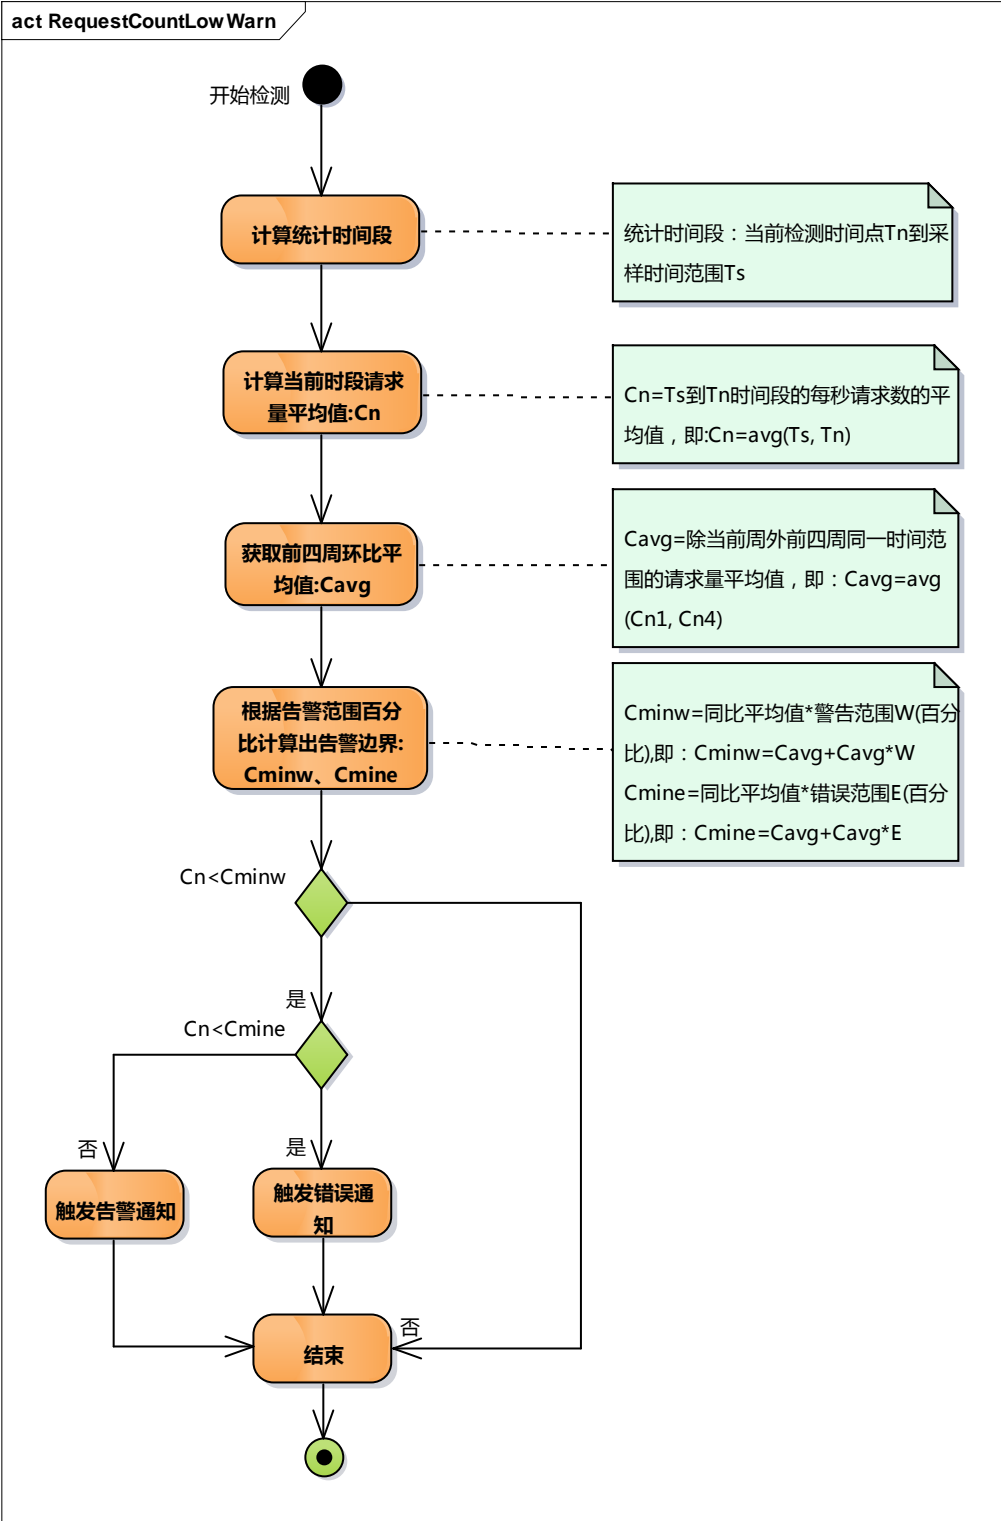 act RequestCountLowWarn
开始检测
计算统计时间段
统计时间段：当前检测时间点Tn到采
样时间范围Ts
计算当前时段请求
量平均值:Cn
Cn=Ts到Tn时间段的每秒请求数的平
均值，即:Cn=avg(Ts, Tn)
获取前四周环比平
均值:Cavg
Cavg=除当前周外前四周同一时间范
围的请求量平均值，即：Cavg=avg
(Cn1, Cn4)
根据告警范围百分
比计算出告警边界:
Cminw、Cmine
Cminw=同比平均值*警告范围W(百分
比),即：Cminw=Cavg+Cavg*W
Cmine=同比平均值*错误范围E(百分
比),即：Cmine=Cavg+Cavg*E
Cn<Cminw
是
Cn<Cmine
否
是
触发告警通知
触发错误通
知
否
结束